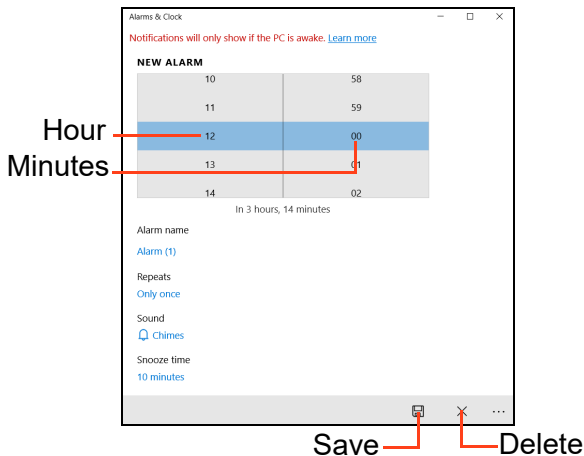 Alarms & Clock
Notifications will only show if the PC is awake. Learn more
NEW ALARM
10 58
11 59
Hour
12 00
Minutes
13 01
14 02
In 3 hours, 14 minutes
Alarm name
Alarm (1)
Repeats
Only once
Sound
Chimes
Snooze time
10 minutes
...
Save Delete